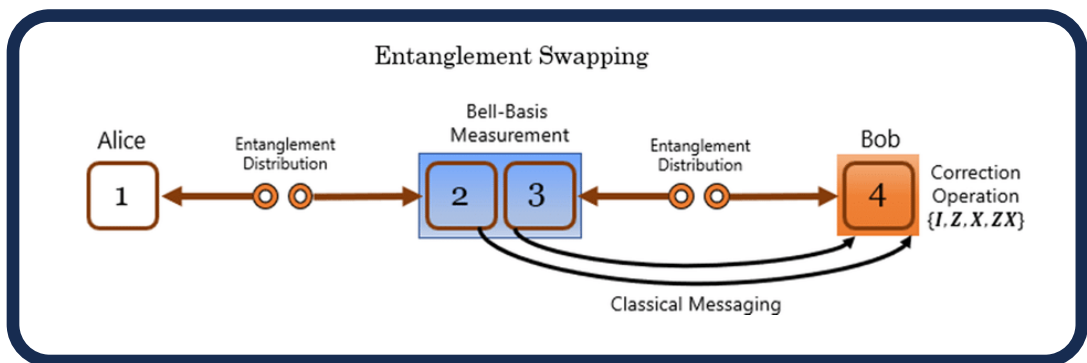 Entanglement Swapping
Bell-Basis
Measurement
Alice
Entanglement
Distribution
Entanglement
Distribution
Bob
1
2
3
4
Correction
Operation
{I, Z, X, ZX}
Classical Messaging